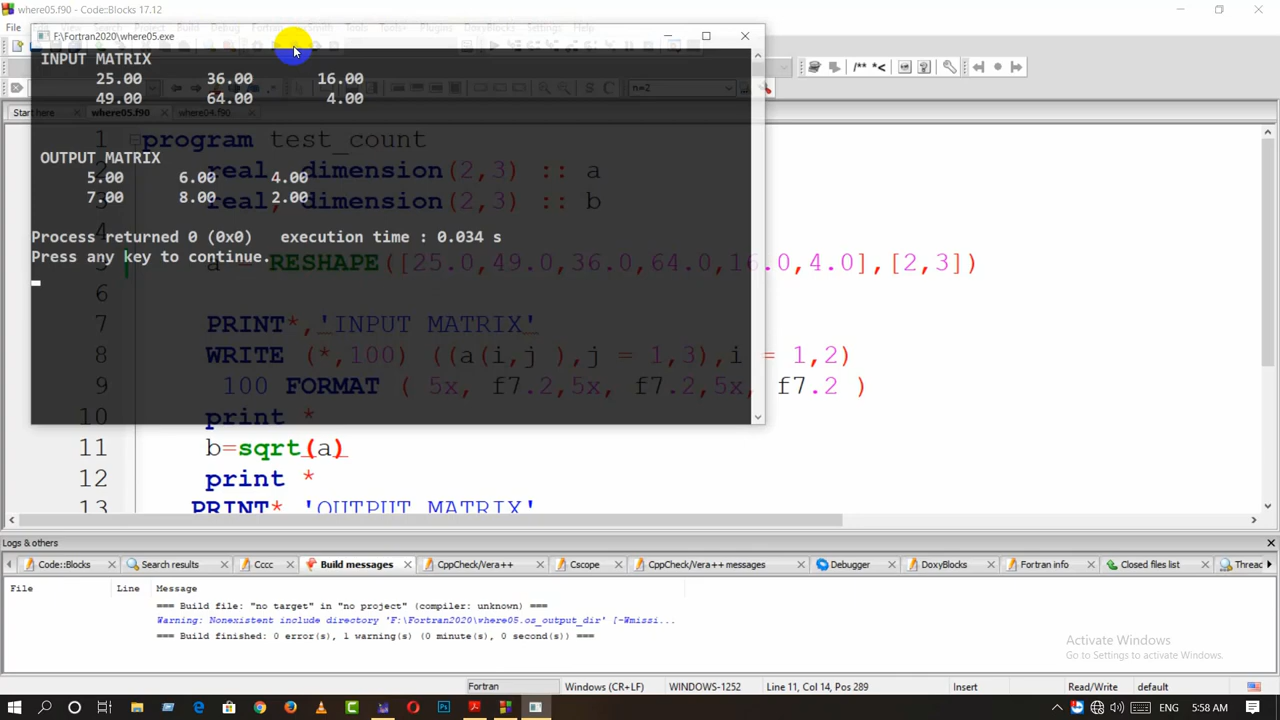 where05.f90 - Code::Blocks 17.12
File
F:\Fortran2020\where05.exe
INPUT MATRIX
25.00 36.00 16.00
49.00 64.00 4.00
OUTPUT MATRIX
5.00 6.00 4.00
7.00 8.00 2.00
Process returned 0 (0x0) execution time : 0.034 s
Press any key to continue.
/** *<
n=2
Start here × where05.f90 × where04.f90 ×
1 program test_count
2 real, dimension(2,3) :: a
3 real, dimension(2,3) :: b
4
5 a = RESHAPE([25.0,49.0,36.0,64.0,16.0,4.0],[2,3])
6
7 PRINT*,'INPUT MATRIX'
8 WRITE (*,100) ((a(i,j ),j = 1,3),i = 1,2)
9 100 FORMAT ( 5x, f7.2,5x, f7.2,5x, f7.2 )
10 print *
11 b=sqrt(a)
12 print *
13 PRINT* 'OUTPUT MATRIX'
Logs & others
Code::Blocks × Search results × Cccc × Build messages × CppCheck/Vera++ × Cscope × CppCheck/Vera++ messages × Debugger × DoxyBlocks × Fortran info × Closed files list × Threa
File Line Message
=== Build file: "no target" in "no project" (compiler: unknown) ===
Warning: Nonexistent include directory 'F:\Fortran2020\where05.os_output_dir' [-Wmissi...
=== Build finished: 0 error(s), 1 warning(s) (0 minute(s), 0 second(s)) ===
Activate Windows
Go to Settings to activate Windows.
Fortran Windows (CR+LF) WINDOWS-1252 Line 11, Col 14, Pos 289 Insert Read/Write default
ENG 5:58 AM